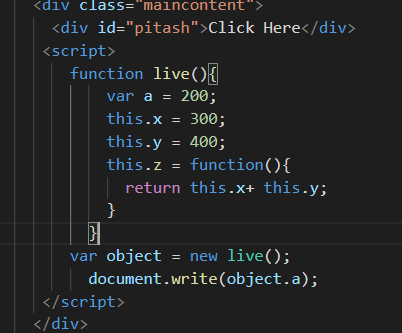 <div class="maincontent">
<div id="pitash">Click Here</div>
<script>
function live(){
var a = 200;
this.x = 300;
this.y = 400;
this.z = function(){
return this.x+ this.y;
}
}
var object = new live();
document.write(object.a);
</script>
</div>